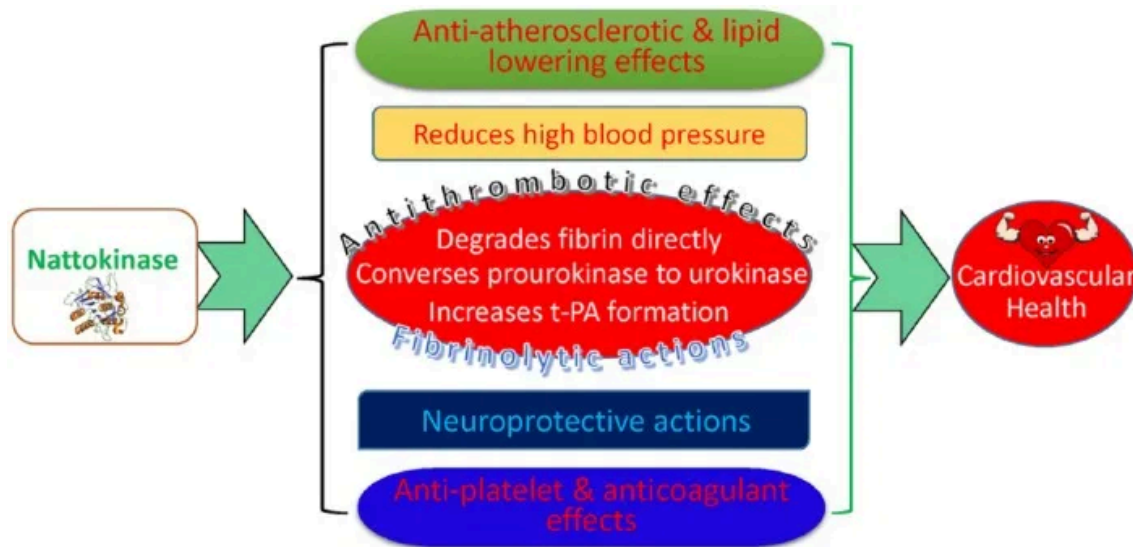 Anti-atherosclerotic & lipid
lowering effects
Reduces high blood pressure
Antithrombotic effects
Nattokinase
Degrades fibrin directly
Converses prourokinase to urokinase
Increases t-PA formation
Fibrinolytic actions
Cardiovascular
Health
Neuroprotective actions
Anti-platelet & anticoagulant
effects